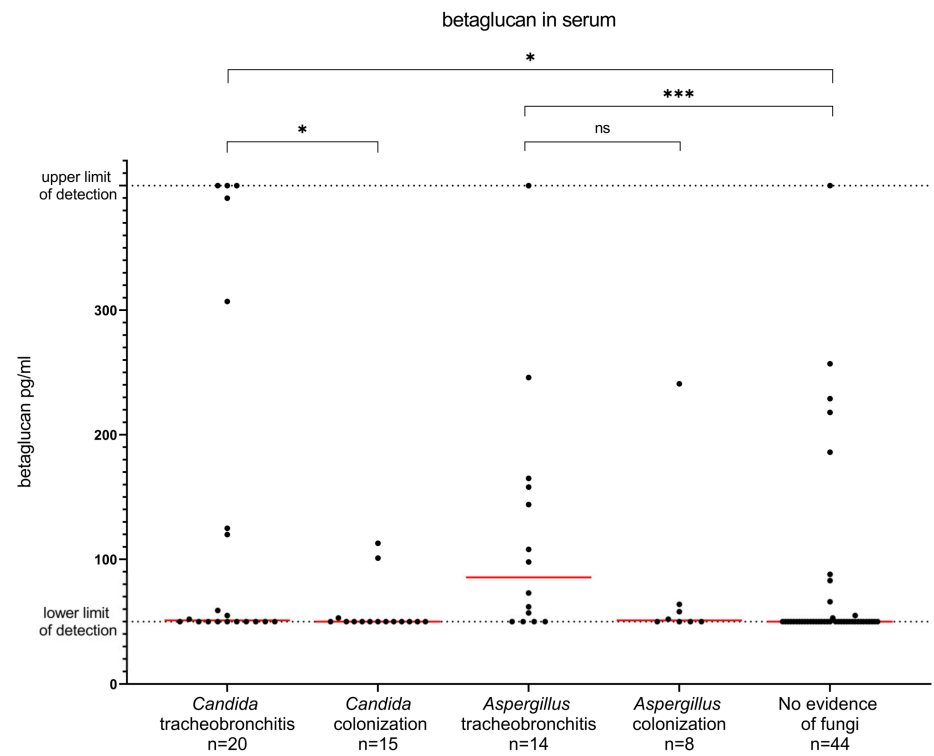 betaglucan in serum
*
***
* ns
upper limit
of detection
300
betaglucan pg/ml
200
100
lower limit
of detection
0
Candida Candida Aspergillus Aspergillus No evidence
tracheobronchitis colonization tracheobronchitis colonization of fungi
n=20 n=15 n=14 n=8 n=44